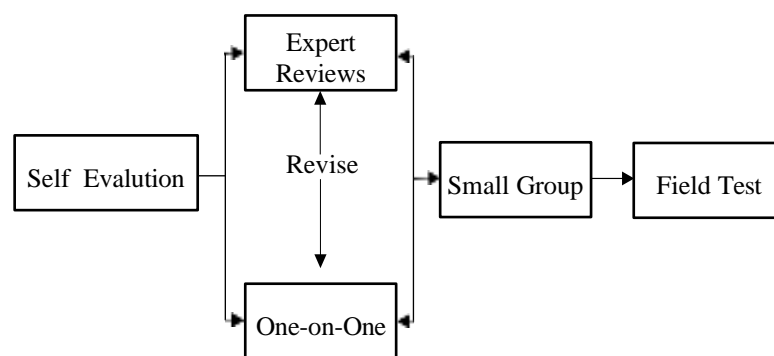 Expert
Reviews
Self Evalution
Revise
Small Group
Field Test
One-on-One